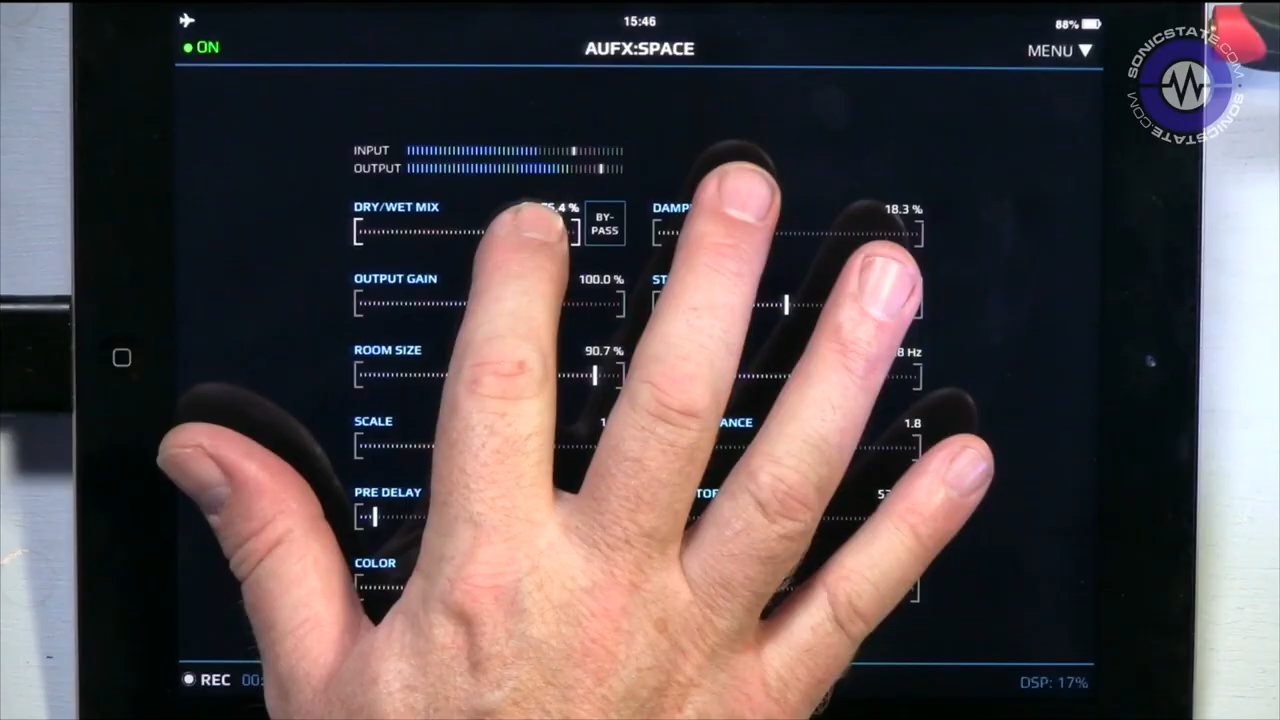 15:46
88%
ON
AUFX:SPACE
MENU
SONICSTATE.COM
SONICSTATE.COM
INPUT
OUTPUT
DRY/WET MIX
BY-
PASS
18.3 %
OUTPUT GAIN 100.0 %
ROOM SIZE 90.7 %
Hz
SCALE
1.8
PRE DELAY
COLOR
REC
DSP: 17%